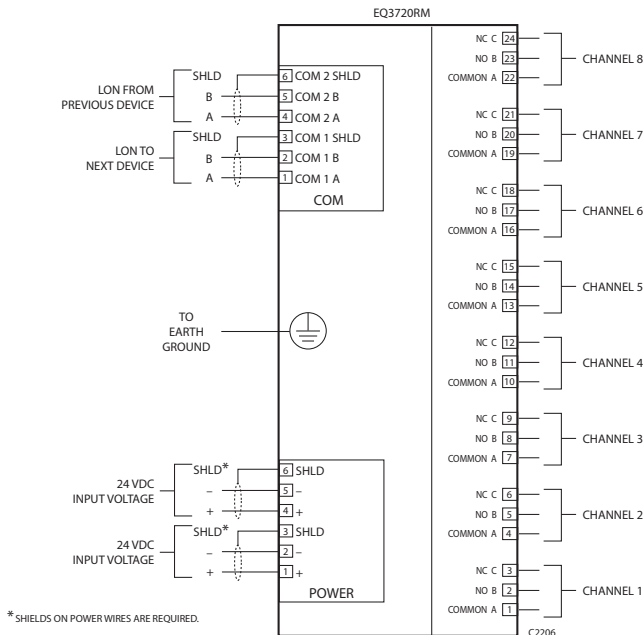 EQ3720RM
LON FROM
PREVIOUS DEVICE
SHLD
B
A
6 COM 2 SHLD
5 COM 2 B
4 COM 2 A
LON TO
NEXT DEVICE
SHLD
B
A
3 COM 1 SHLD
2 COM 1 B
1 COM 1 A
COM
TO
EARTH
GROUND
24 VDC
INPUT VOLTAGE
SHLD*
–
+
6 SHLD
5 –
4 +
24 VDC
INPUT VOLTAGE
SHLD*
–
+
3 SHLD
2 –
1 +
POWER
NC C 24
NO B 23
COMMON A 22
CHANNEL 8
NC C 21
NO B 20
COMMON A 19
CHANNEL 7
NC C 18
NO B 17
COMMON A 16
CHANNEL 6
NC C 15
NO B 14
COMMON A 13
CHANNEL 5
NC C 12
NO B 11
COMMON A 10
CHANNEL 4
NC C 9
NO B 8
COMMON A 7
CHANNEL 3
NC C 6
NO B 5
COMMON A 4
CHANNEL 2
NC C 3
NO B 2
COMMON A 1
CHANNEL 1
* SHIELDS ON POWER WIRES ARE REQUIRED.
C2206